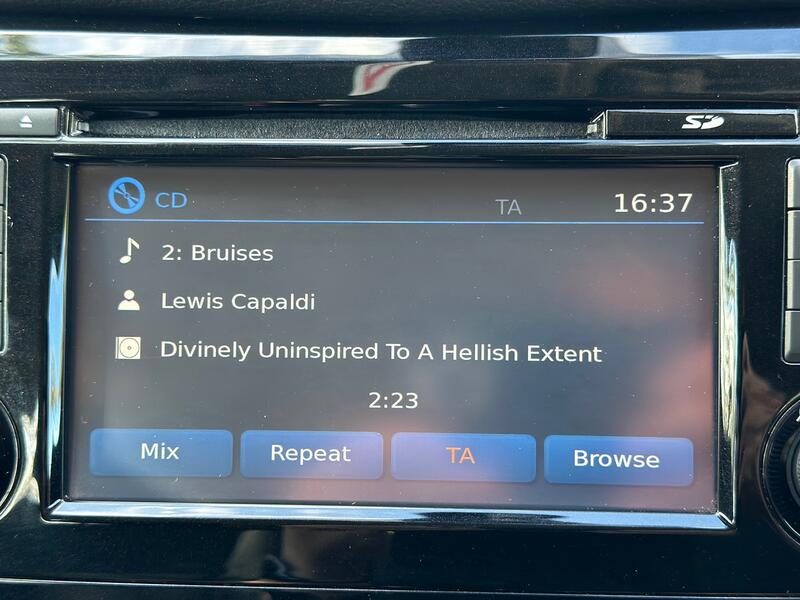 SD
CD TA 16:37
2: Bruises
Lewis Capaldi
Divinely Uninspired To A Hellish Extent
2:23
Mix Repeat TA Browse